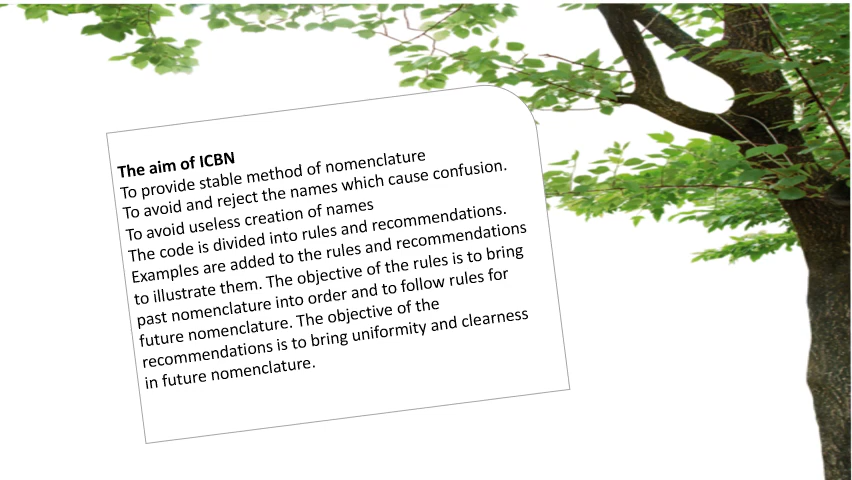 The aim of ICBN
To provide stable method of nomenclature
To avoid and reject the names which cause confusion.
To avoid useless creation of names
The code is divided into rules and recommendations.
Examples are added to the rules and recommendations
to illustrate them. The objective of the rules is to bring
past nomenclature into order and to follow rules for
future nomenclature. The objective of the
recommendations is to bring uniformity and clearness
in future nomenclature.